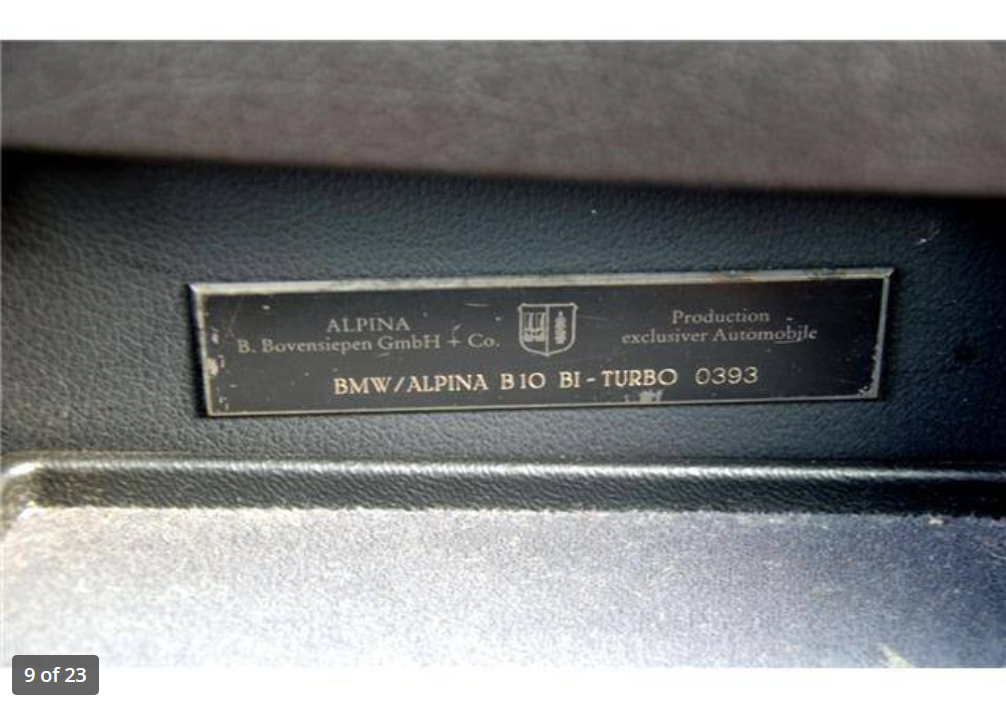 ALPINA
B. Bovensiepen GmbH + Co.
Production
exclusiver Automobile
BMW/ALPINA B10 BI-TURBO 0393
9 of 23